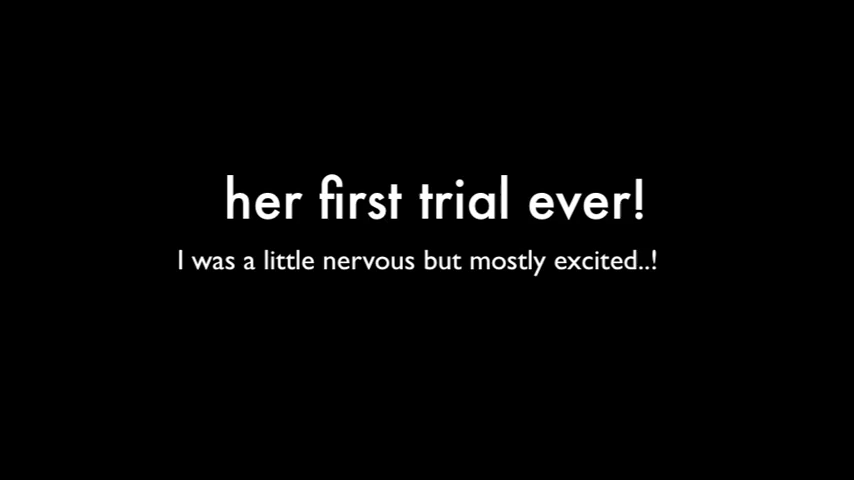 her first trial ever!
I was a little nervous but mostly excited..!